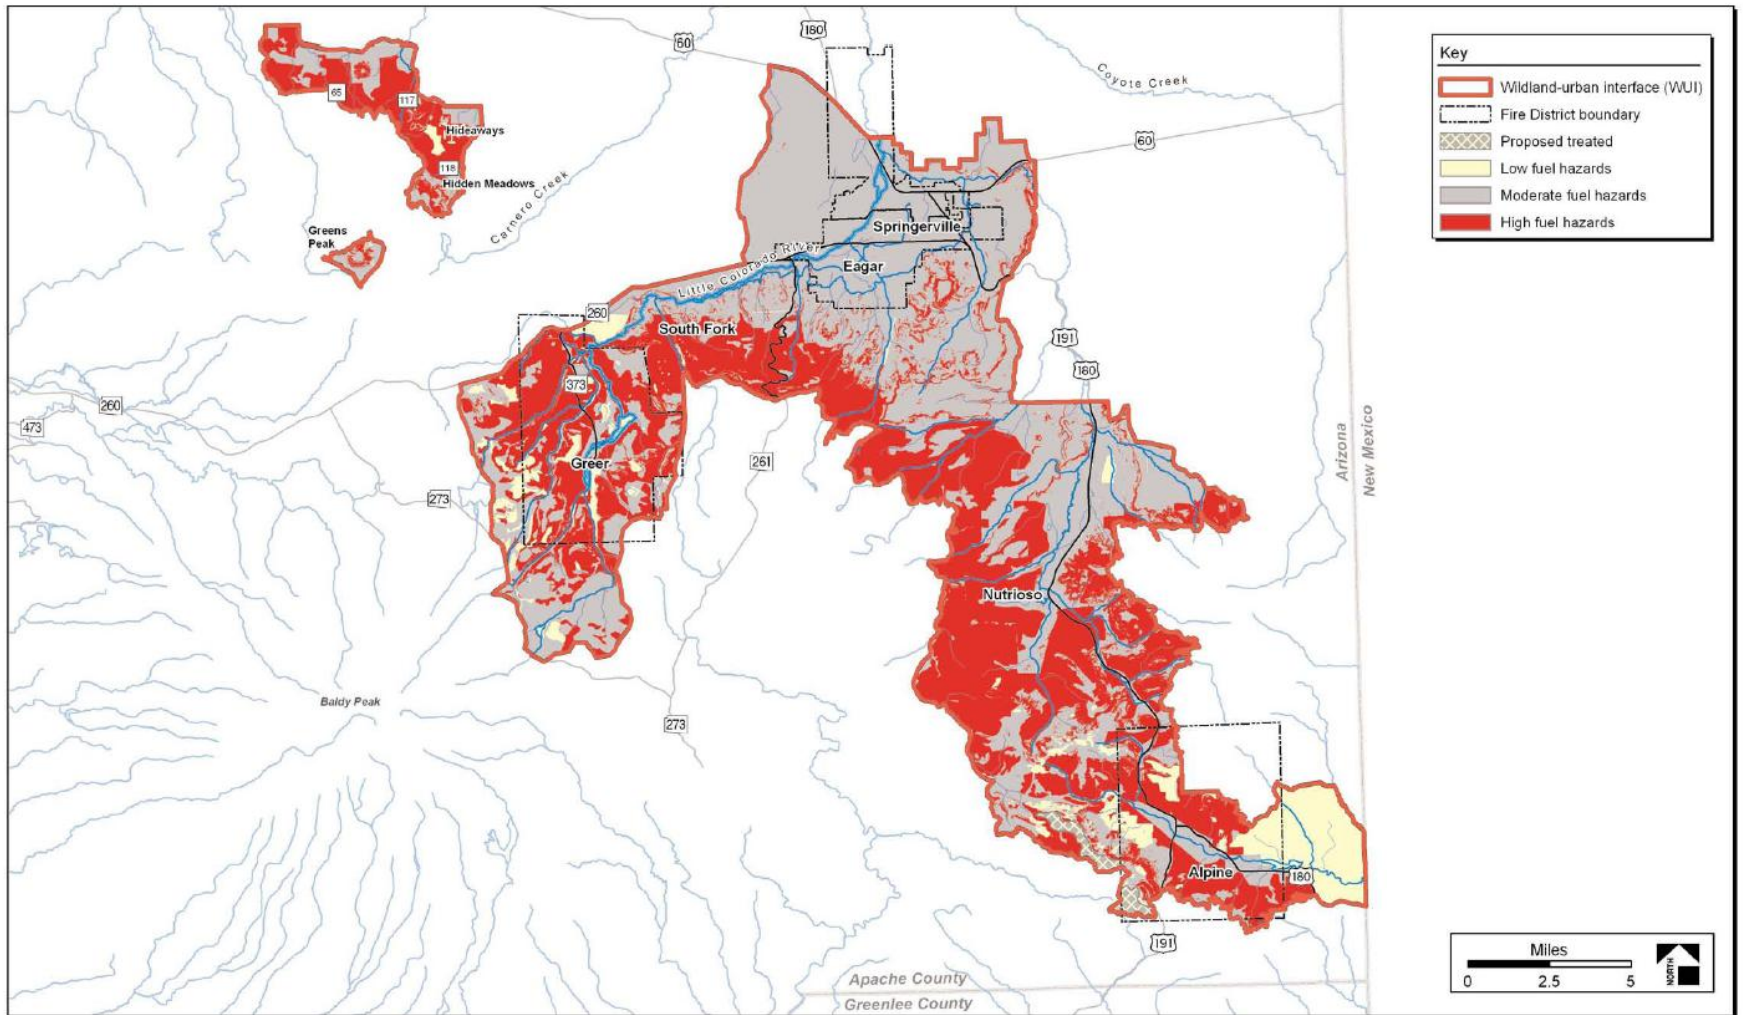 60
180
Coyote Creek
60
65
117
Hideaways
118
Hidden Meadows
Greens
Peak
Carnero Creek
Springerville
Eagar
Little Colorado River
260
South Fork
191
180
373
260
473
Greer
261
273
Arizona
New Mexico
Nutrioso
Baldy Peak
273
Alpine
180
191
Apache County
Greenlee County
Key
Wildland-urban interface (WUI)
Fire District boundary
Proposed treated
Low fuel hazards
Moderate fuel hazards
High fuel hazards
Miles
0 2.5 5
NORTH